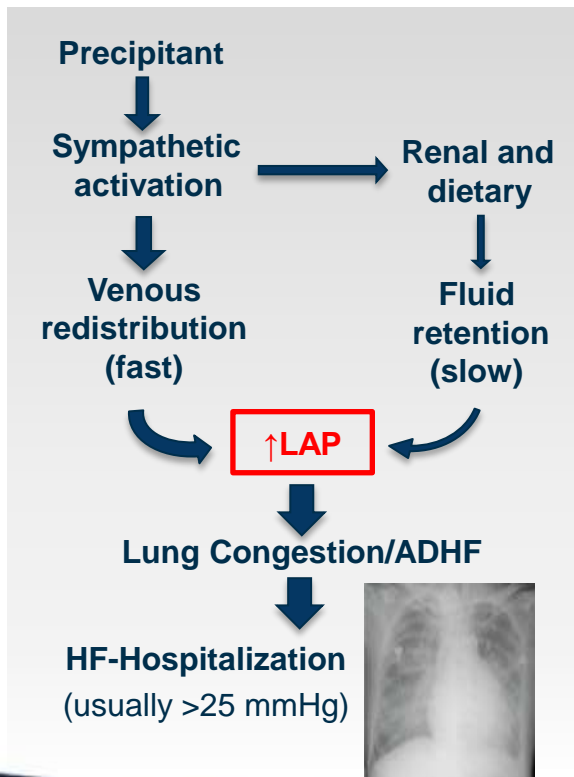 Precipitant
Sympathetic
activation
Renal and
dietary
Venous
redistribution
(fast)
Fluid
retention
(slow)
↑LAP
Lung Congestion/ADHF
HF-Hospitalization
(usually >25 mmHg)